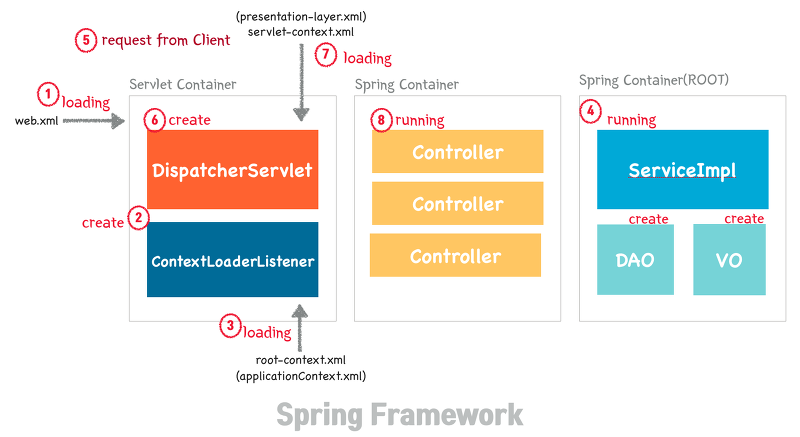 (presentation-layer.xml)
servlet-context.xml
5 request from Client
7 loading
Servlet Container
Spring Container
Spring Container(ROOT)
1 loading
web.xml
6 create
8 running
4 running
DispatcherServlet
Controller
ServiceImpl
Controller
create 2
create
create
ContextLoaderListener
Controller
DAO
VO
3 loading
root-context.xml
(applicationContext.xml)
Spring Framework